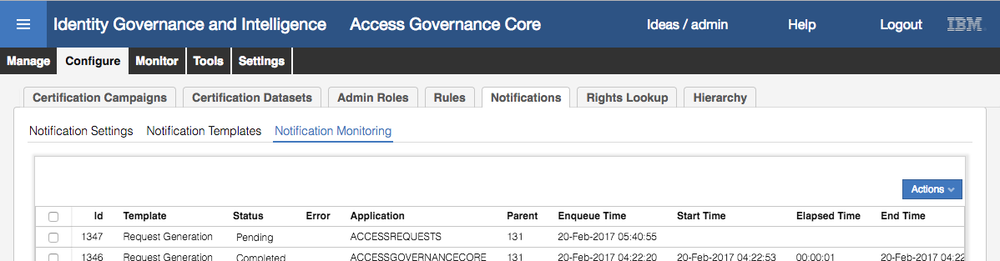 Identity Governance and Intelligence Access Governance Core Ideas / admin Help Logout IBM
Manage Configure Monitor Tools Settings
Certification Campaigns Certification Datasets Admin Roles Rules Notifications Rights Lookup Hierarchy
Notification Settings Notification Templates Notification Monitoring
Actions
Id Template Status Error Application Parent Enqueue Time Start Time Elapsed Time End Time
1347 Request Generation Pending ACCESSREQUESTS 131 20-Feb-2017 05:40:55
1346 Request Generation Completed ACCESSGOVERNANCECORE 131 20-Feb-2017 04:22:20 20-Feb-2017 04:22:53 00:00:01 20-Feb-2017 04:22